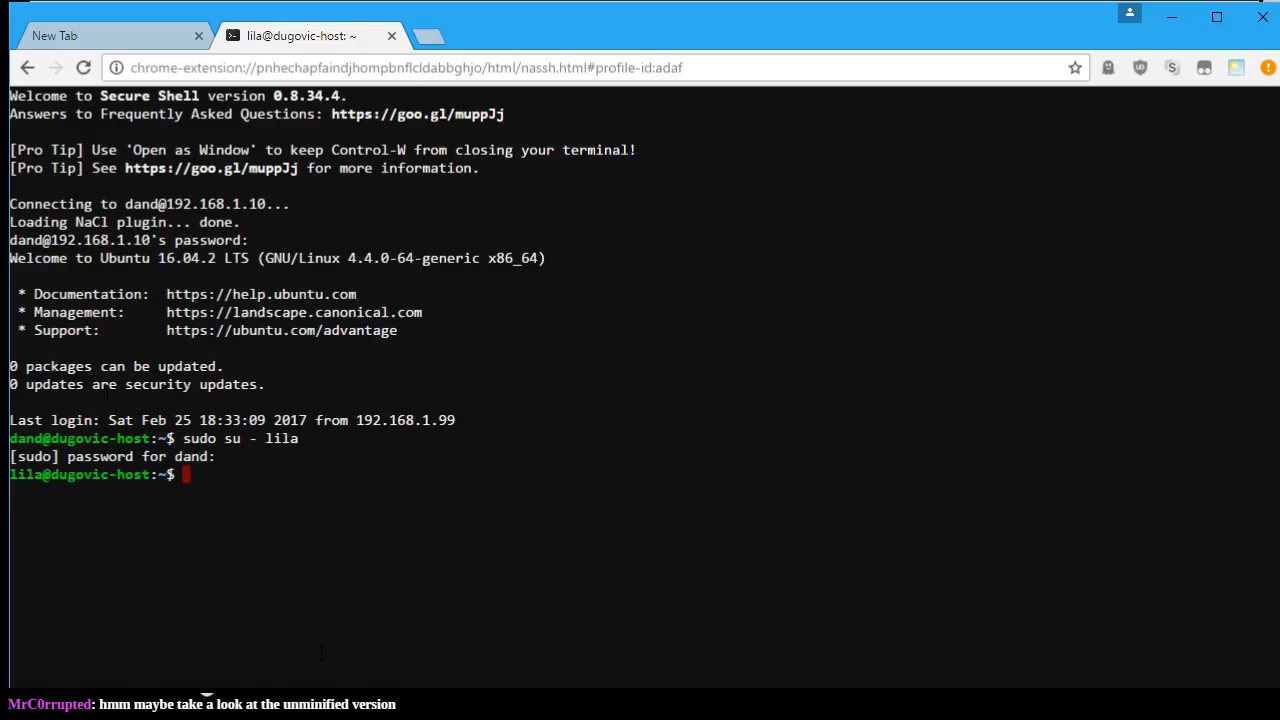 New Tab
lila@dugovic-host: ~
chrome-extension://pnhechapfaindjhompbnflcldabbghjo/html/nassh.html#profile-id:adaf
Welcome to Secure Shell version 0.8.34.4.
Answers to Frequently Asked Questions: https://goo.gl/muppJj
[Pro Tip] Use 'Open as Window' to keep Control-W from closing your terminal!
[Pro Tip] See https://goo.gl/muppJj for more information.
Connecting to dand@192.168.1.10...
Loading NaCl plugin... done.
dand@192.168.1.10's password:
Welcome to Ubuntu 16.04.2 LTS (GNU/Linux 4.4.0-64-generic x86_64)
* Documentation: https://help.ubuntu.com
* Management: https://landscape.canonical.com
* Support: https://ubuntu.com/advantage
0 packages can be updated.
0 updates are security updates.
Last login: Sat Feb 25 18:33:09 2017 from 192.168.1.99
dand@dugovic-host:~$ sudo su - lila
[sudo] password for dand:
lila@dugovic-host:~$
MrC0rrupted: hmm maybe take a look at the unminified version